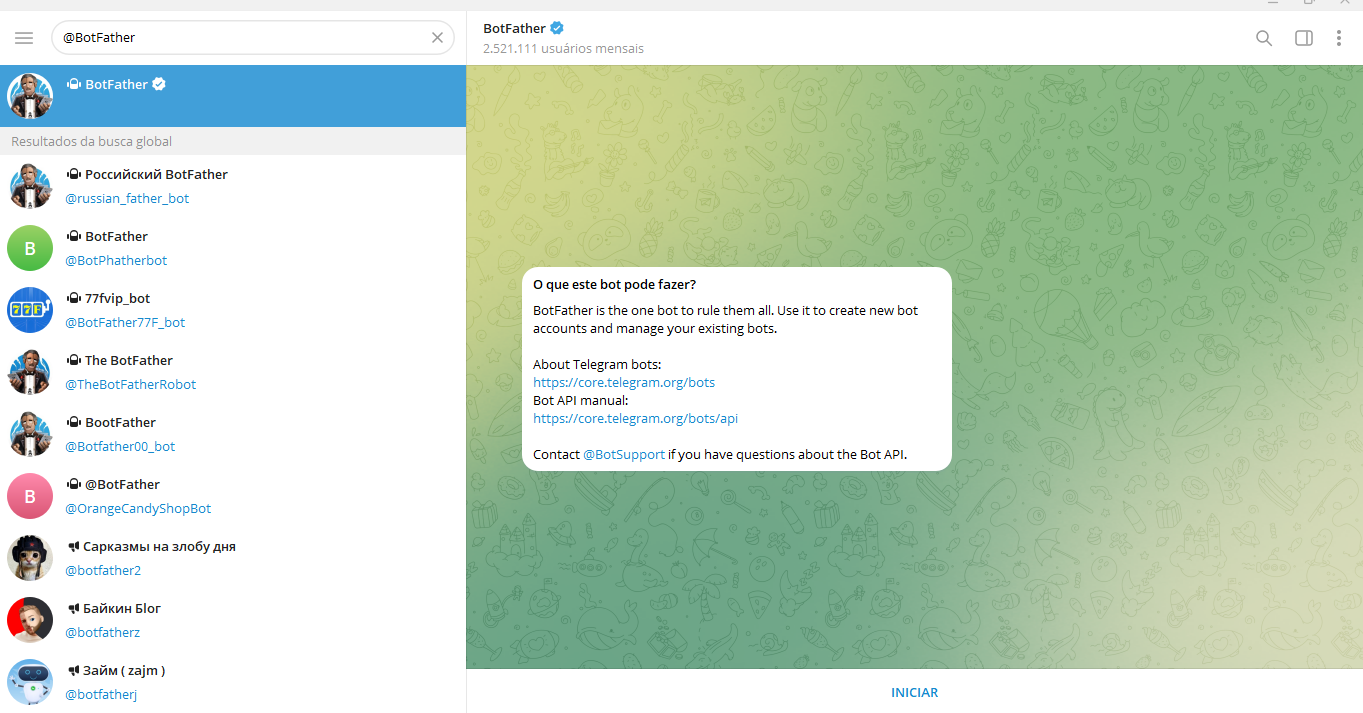 @BotFather
BotFather
Resultados da busca global
Российский BotFather
@russian_father_bot
B
BotFather
@BotPhatherbot
77F
77fvip_bot
@BotFather77F_bot
The BotFather
@TheBotFatherRobot
BootFather
@Botfather00_bot
B
@BotFather
@OrangeCandyShopBot
Сарказмы на злобу дня
@botfather2
Байкин Блог
@botfatherz
Займ ( zajm )
@botfatherj
BotFather
2.521.111 usuários mensais
O que este bot pode fazer?
BotFather is the one bot to rule them all. Use it to create new bot
accounts and manage your existing bots.
About Telegram bots:
https://core.telegram.org/bots
Bot API manual:
https://core.telegram.org/bots/api
Contact @BotSupport if you have questions about the Bot API.
INICIAR